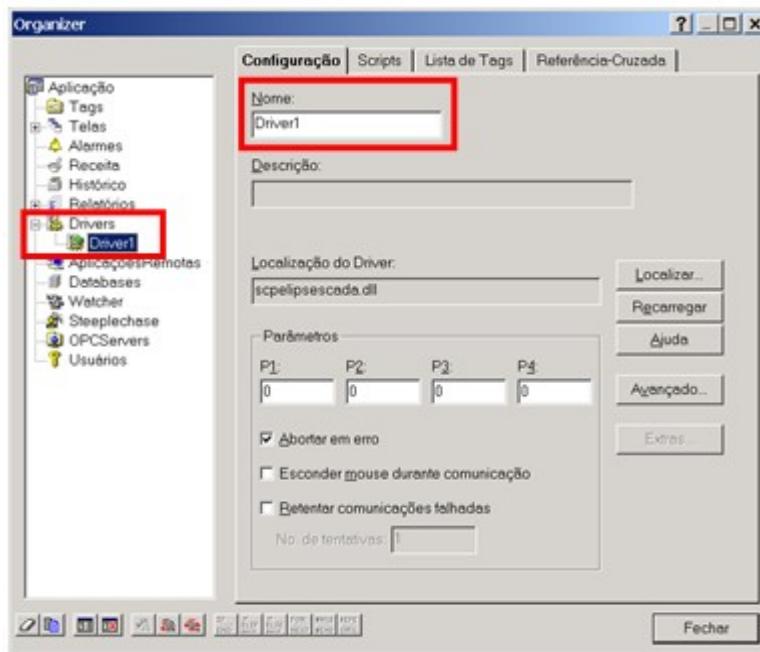 Organizer
Configuração Scripts Lista de Tags Referência-Cruzada
Aplicação
Tags
Telas
Alarmes
Receita
Histórico
Relatórios
Drivers
Driver1
AplicaçõesRemotas
Databases
Watcher
Steeplechase
OPCServers
Usuários
Nome:
Driver1
Descrição:
Localização do Driver:
scpelipsescada.dll
Localizar...
Recarregar
Ajuda
Avançado...
Extras...
Parâmetros
P1: P2: P3: P4:
0 0 0 0
Abortar em erro
Esconder mouse durante comunicação
Retentar comunicações falhadas
No. de tentativas: 1
Fechar